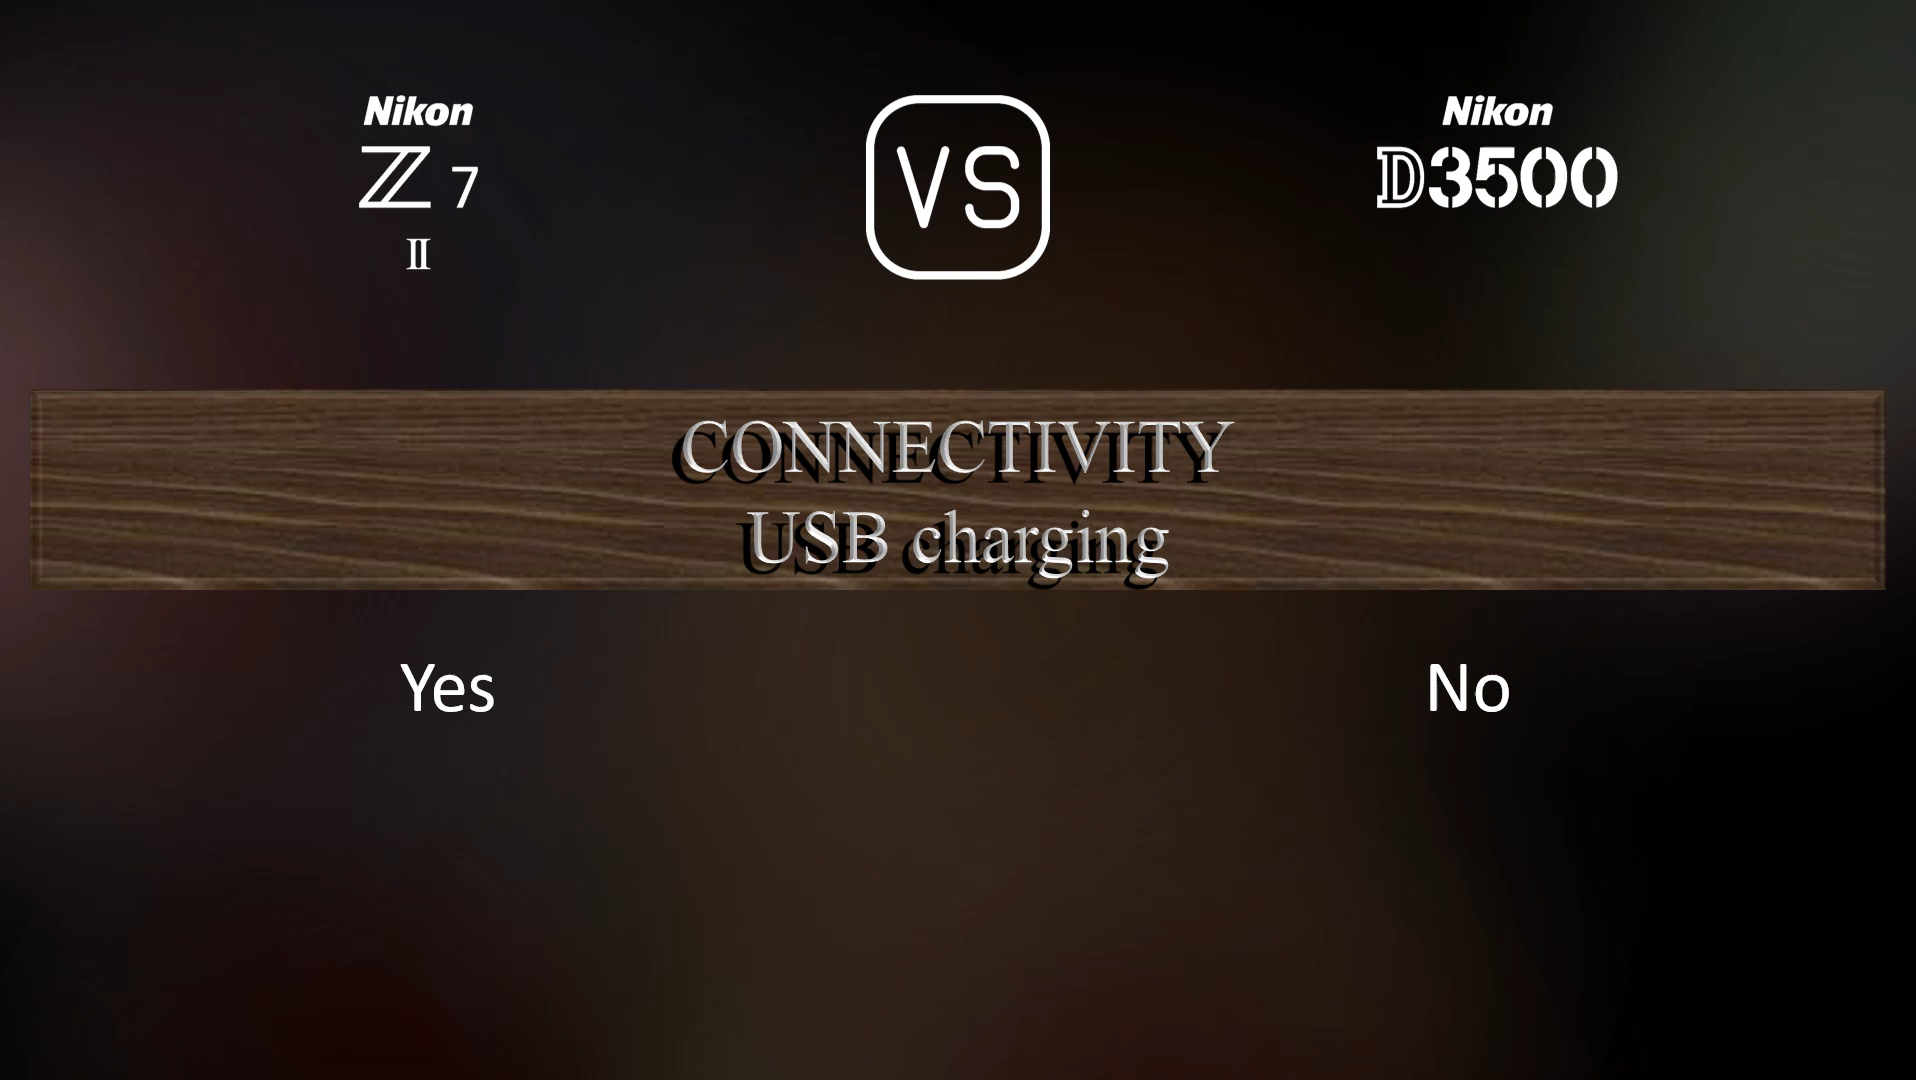 Nikon
Z 7
II
VS
Nikon
D3500
CONNECTIVITY
USB charging
Yes
No